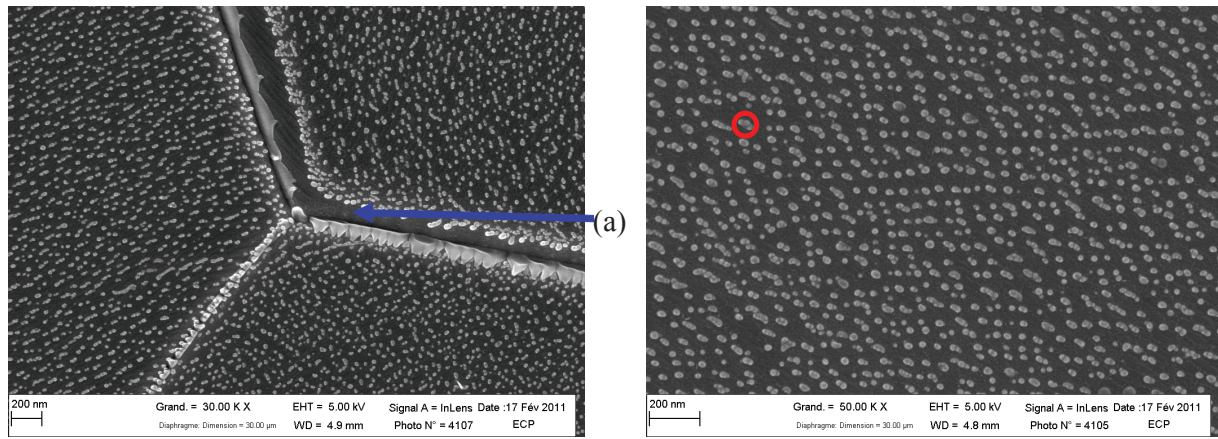 (a)
200 nm
Grand. = 30.00 K X
EHT = 5.00 kV
Signal A = InLens
Date :17 Fév 2011
Diaphragme: Dimension = 30.00 µm
WD = 4.9 mm
Photo N° = 4107
ECP
200 nm
Grand. = 50.00 K X
EHT = 5.00 kV
Signal A = InLens
Date :17 Fév 2011
Diaphragme: Dimension = 30.00 µm
WD = 4.8 mm
Photo N° = 4105
ECP